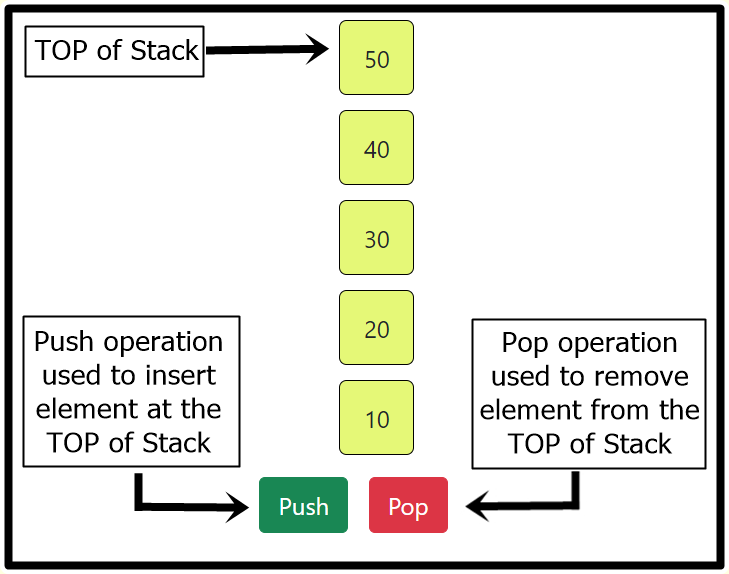 TOP of Stack
50
40
30
20
10
Push operation
used to insert
element at the
TOP of Stack
Pop operation
used to remove
element from the
TOP of Stack
Push
Pop